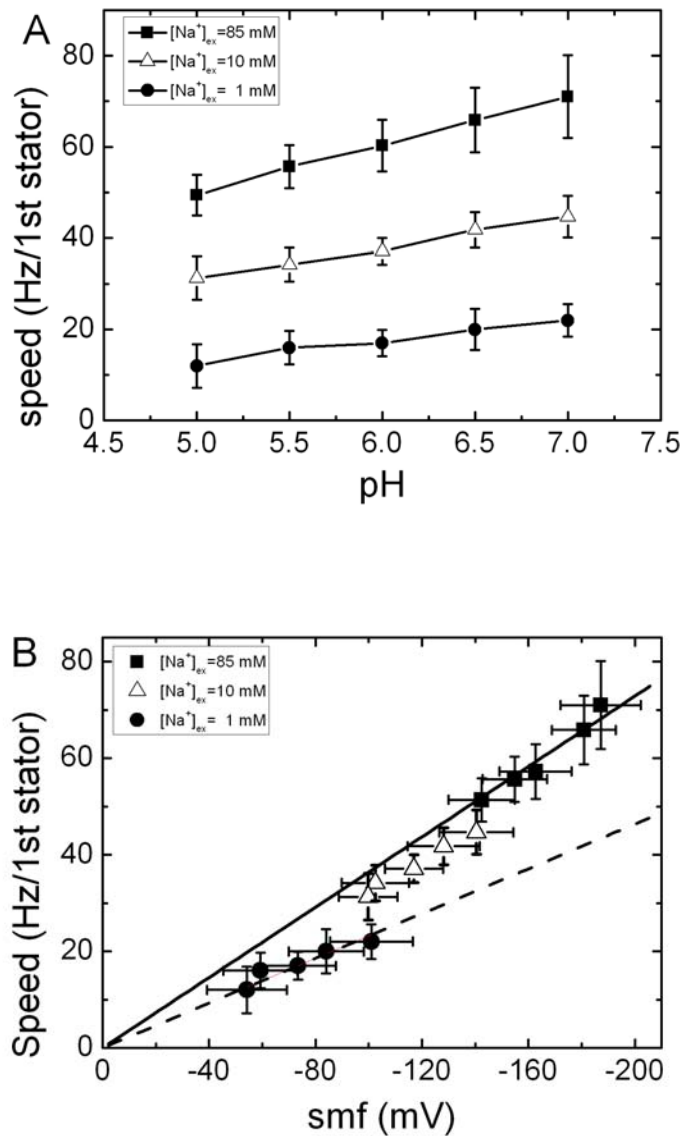 A
[Na⁺]ex=85 mM
[Na⁺]ex=10 mM
[Na⁺]ex= 1 mM
80
60
40
20
0
speed (Hz/1st stator)
4.5 5.0 5.5 6.0 6.5 7.0 7.5
pH
B
[Na⁺]ex=85 mM
[Na⁺]ex=10 mM
[Na⁺]ex= 1 mM
80
60
40
20
0
Speed (Hz/1st stator)
0 -40 -80 -120 -160 -200
smf (mV)